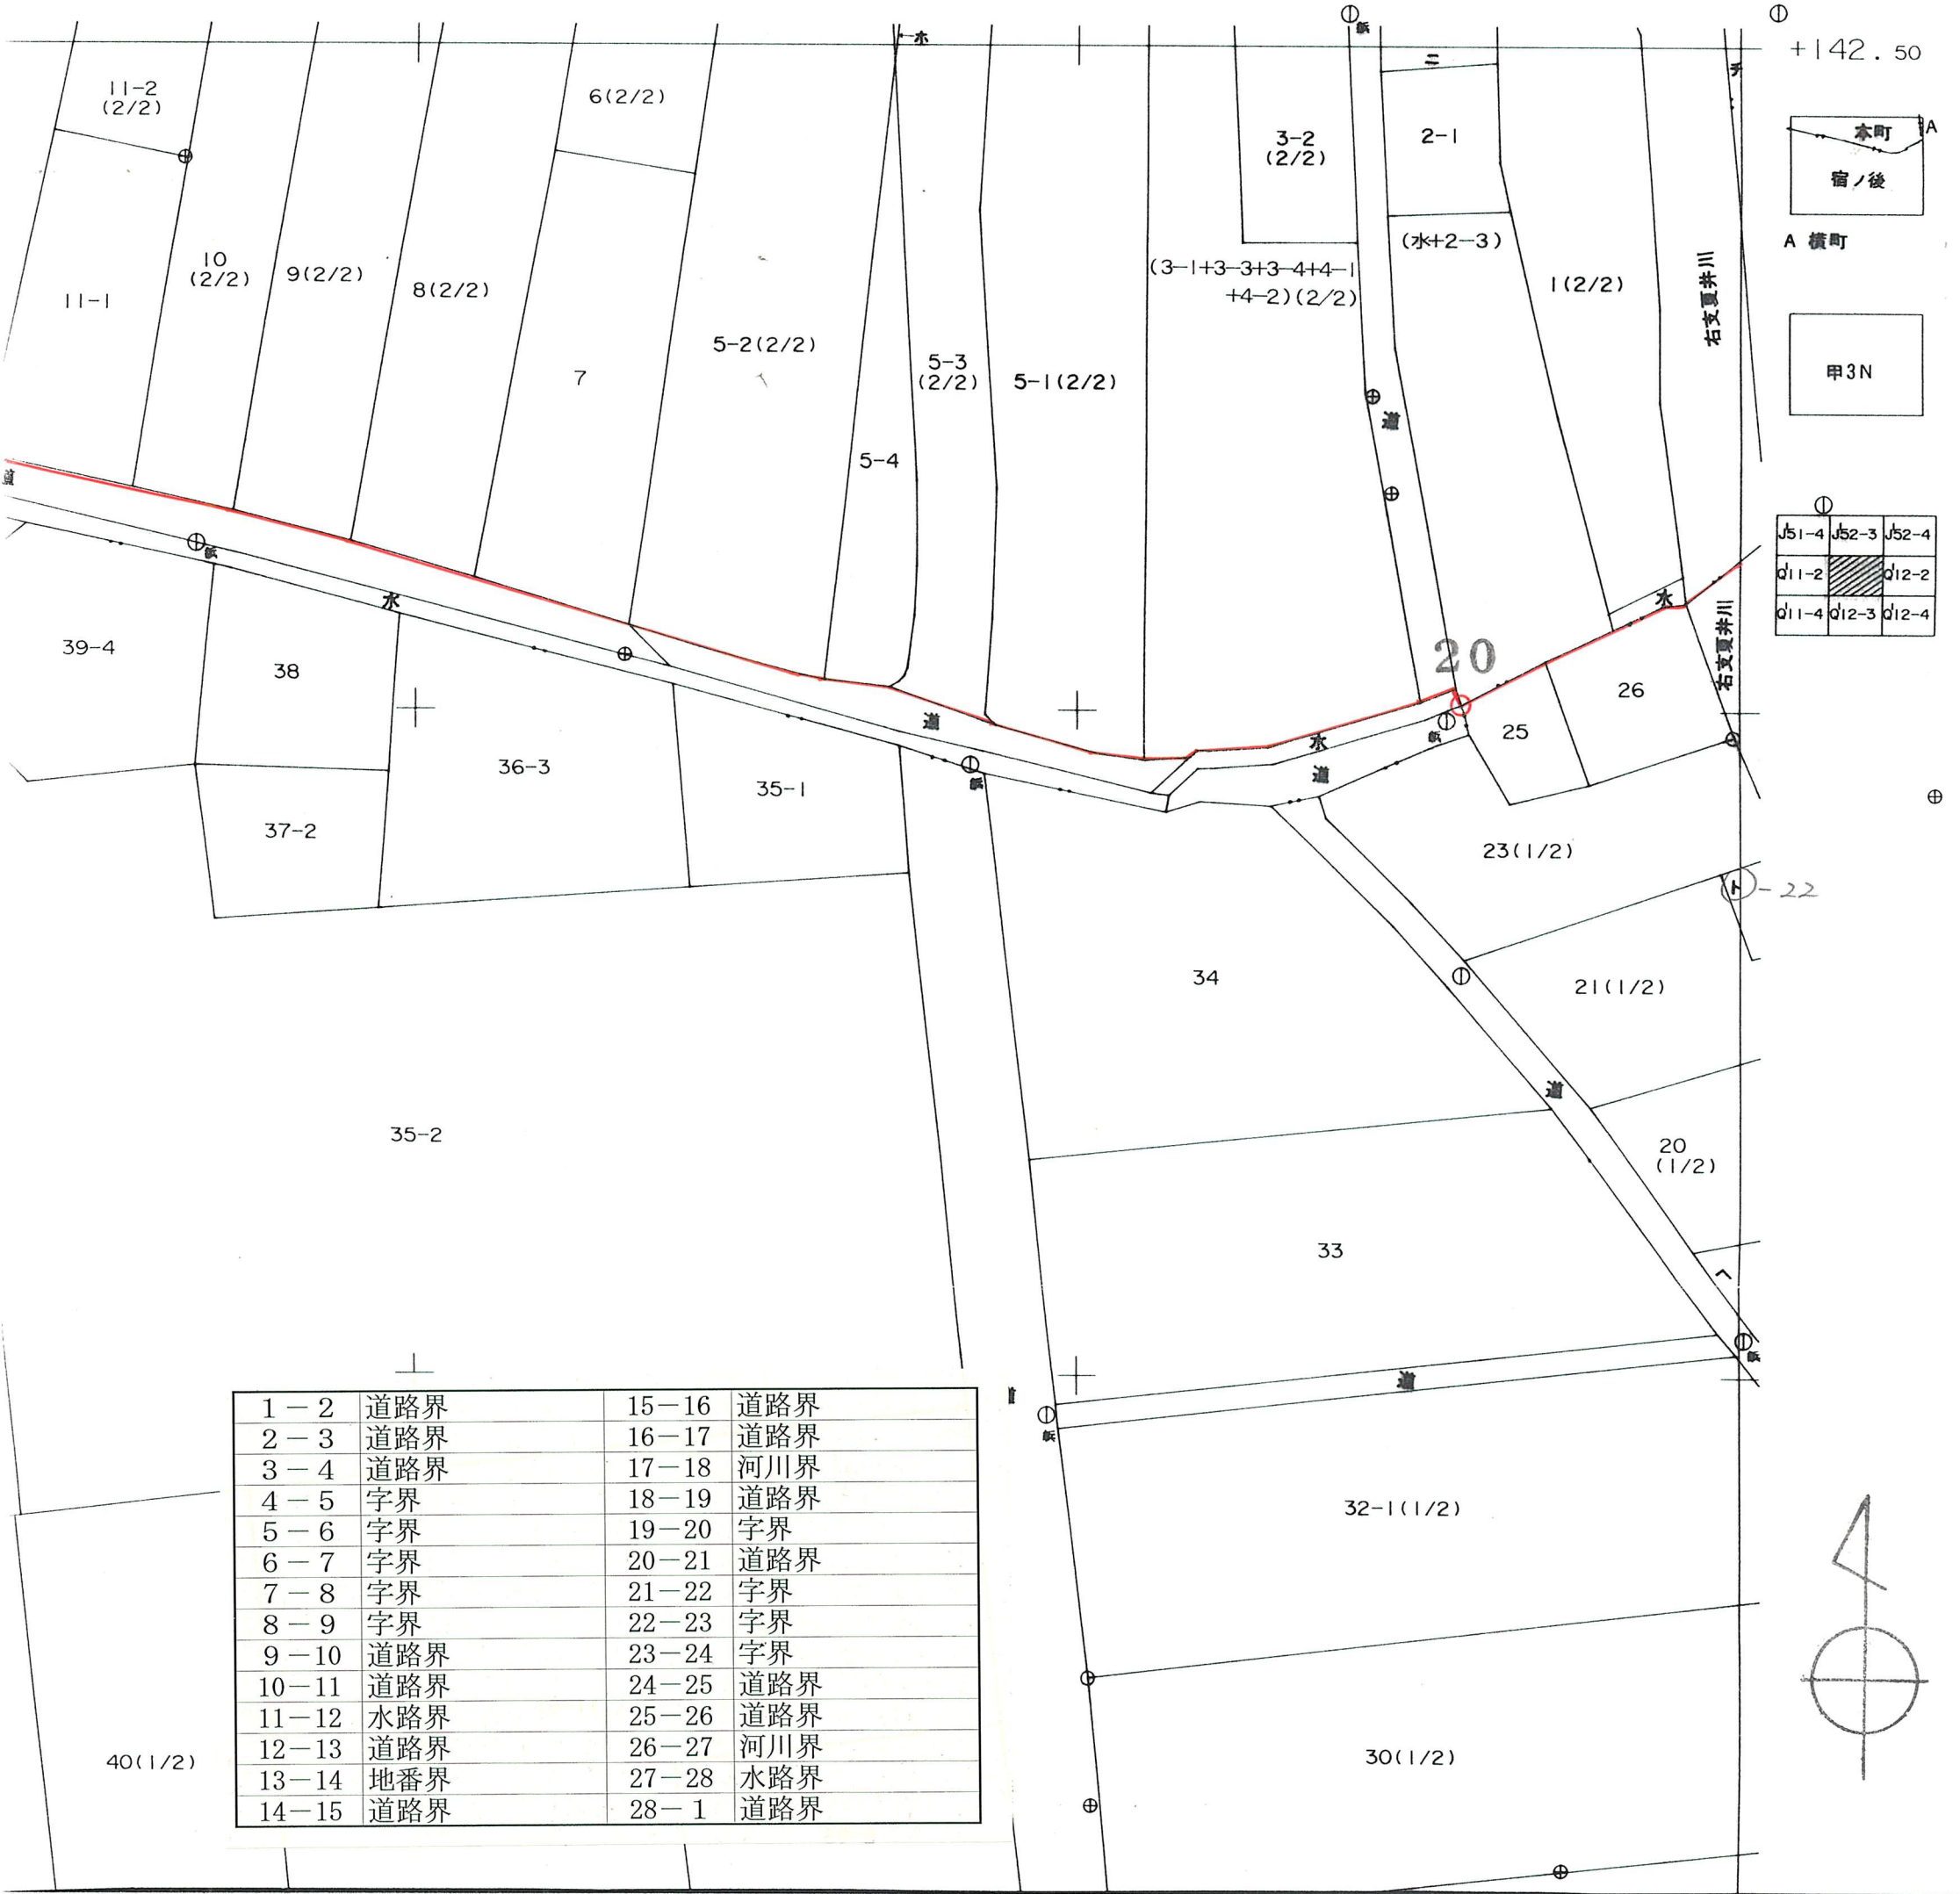 ホ
+142.50
11-2
(2/2)
6(2/2)
3-2
(2/2)
ニ
2-1
チ
本町
A
宿ノ後
A 横町
10
(2/2)
9(2/2)
8(2/2)
11-1
(3-1+3-3+3-4+4-1
+4-2)(2/2)
(水+2-3)
1(2/2)
右支夏井川
5-2(2/2)
7
5-3
(2/2)
5-1(2/2)
甲3N
道
5-4
道
J51-4 J52-3 J52-4
Q11-2 Q12-2
Q11-4 Q12-3 Q12-4
水
水
39-4
38
20
右支夏井川
26
道
25
水
36-3
道
35-1
37-2
23(1/2)
ト-22
34
21(1/2)
道
35-2
20
(1/2)
33
ヘ
道
1-2 道路界 15-16 道路界
2-3 道路界 16-17 道路界
3-4 道路界 17-18 河川界
4-5 字界 18-19 道路界
5-6 字界 19-20 字界
6-7 字界 20-21 道路界
7-8 字界 21-22 字界
8-9 字界 22-23 字界
9-10 道路界 23-24 字界
10-11 道路界 24-25 道路界
11-12 水路界 25-26 道路界
12-13 道路界 26-27 河川界
13-14 地番界 27-28 水路界
14-15 道路界 28-1 道路界
32-1(1/2)
40(1/2)
30(1/2)